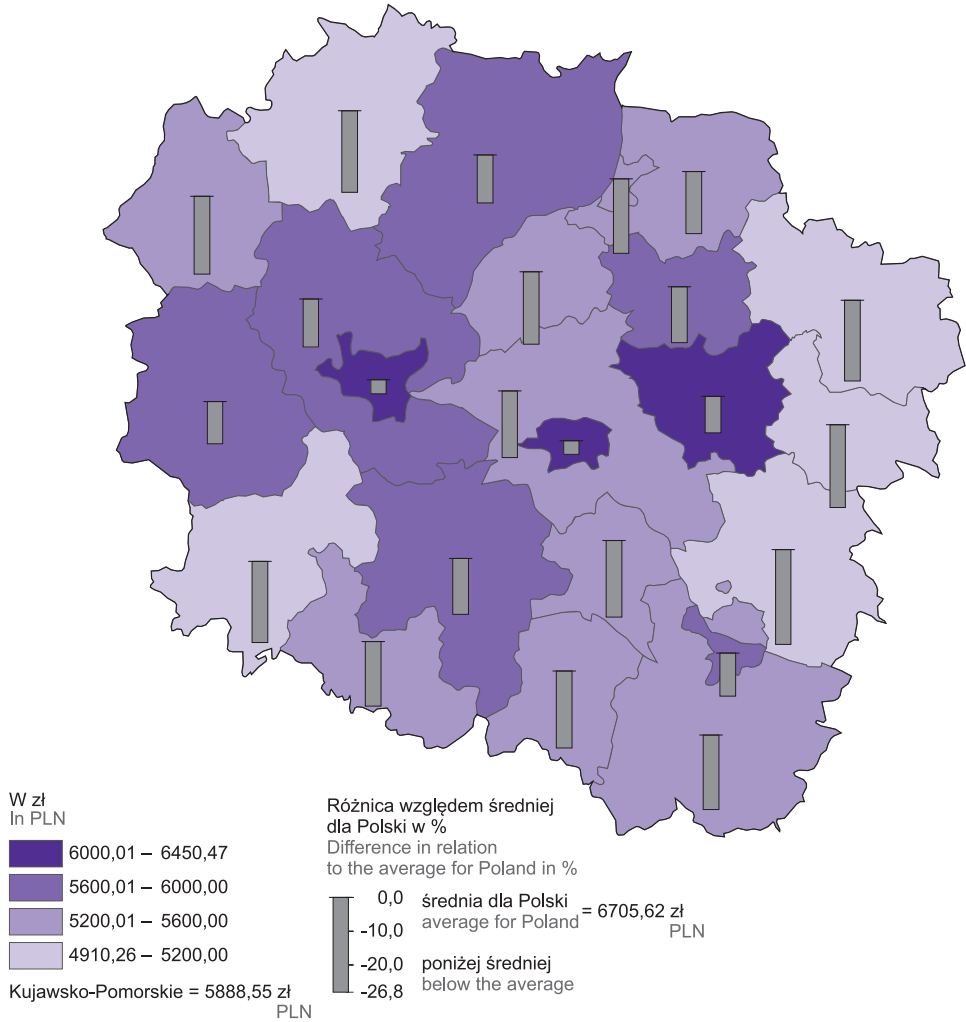 W zł
In PLN
6000,01 – 6450,47
5600,01 – 6000,00
5200,01 – 5600,00
4910,26 – 5200,00
Kujawsko-Pomorskie = 5888,55 zł
PLN
Różnica względem średniej
dla Polski w %
Difference in relation
to the average for Poland in %
0,0
-10,0
-20,0
-26,8
średnia dla Polski
average for Poland
= 6705,62 zł
PLN
poniżej średniej
below the average